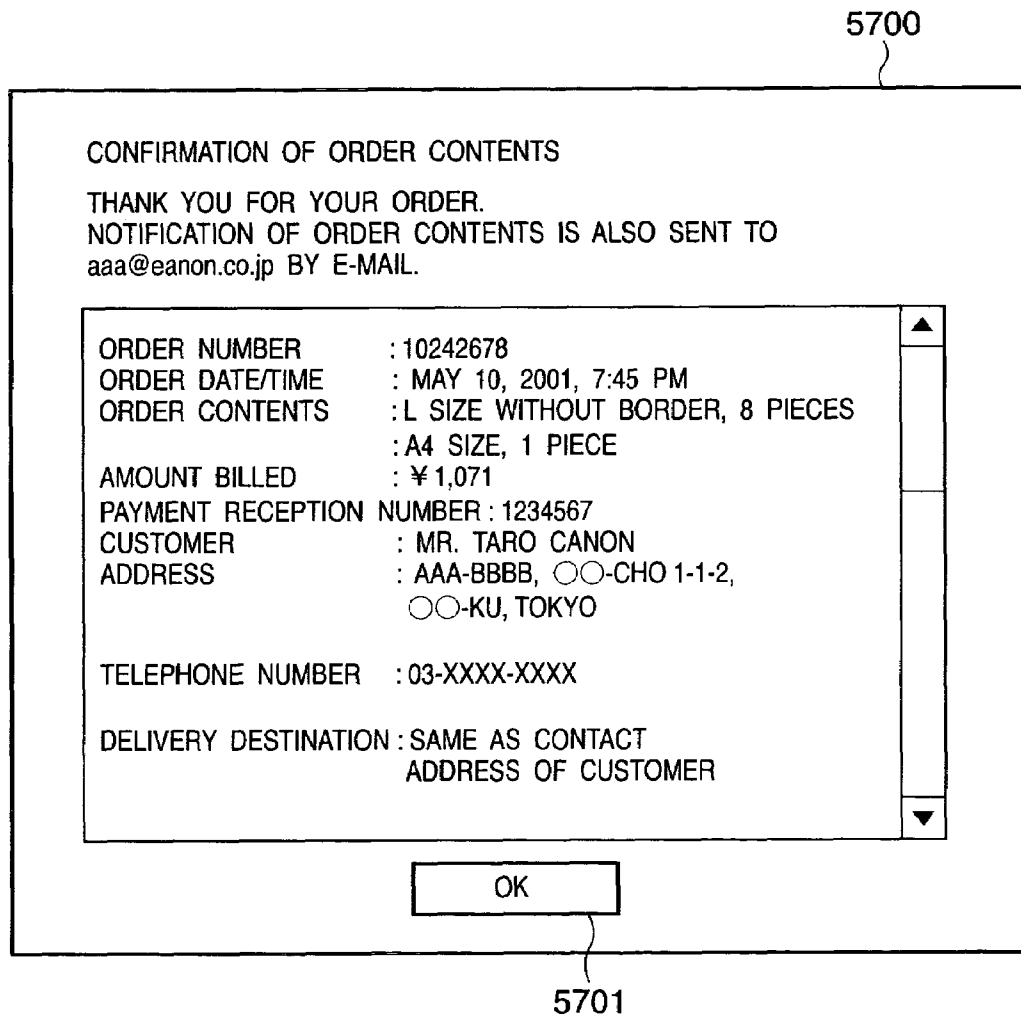 5700
CONFIRMATION OF ORDER CONTENTS
THANK YOU FOR YOUR ORDER.
NOTIFICATION OF ORDER CONTENTS IS ALSO SENT TO
aaa@eanon.co.jp BY E-MAIL.
ORDER NUMBER : 10242678
ORDER DATE/TIME : MAY 10, 2001, 7:45 PM
ORDER CONTENTS : L SIZE WITHOUT BORDER, 8 PIECES
: A4 SIZE, 1 PIECE
AMOUNT BILLED : ¥1,071
PAYMENT RECEPTION NUMBER : 1234567
CUSTOMER : MR. TARO CANON
ADDRESS : AAA-BBBB, ○○-CHO 1-1-2,
○○-KU, TOKYO
TELEPHONE NUMBER : 03-XXXX-XXXX
DELIVERY DESTINATION : SAME AS CONTACT
ADDRESS OF CUSTOMER
OK
5701